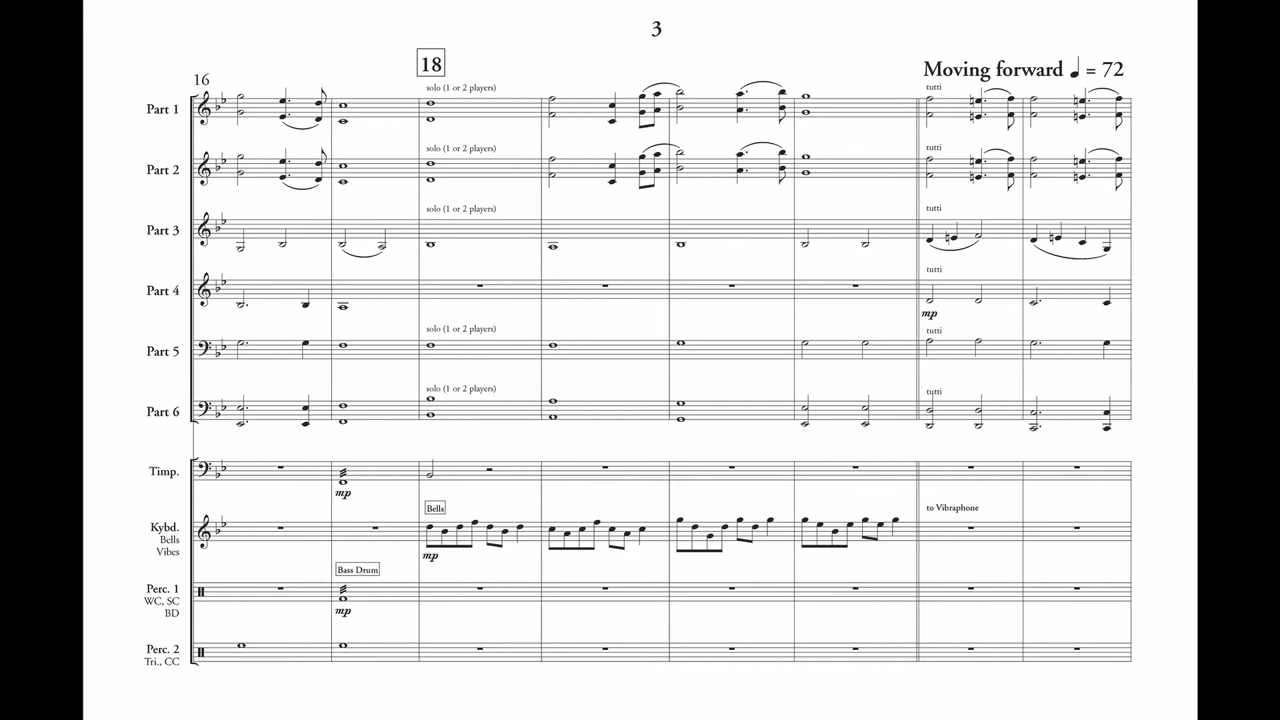 3
16
18
Moving forward ♩ = 72
Part 1
solo (1 or 2 players)
tutti
Part 2
solo (1 or 2 players)
tutti
Part 3
solo (1 or 2 players)
tutti
Part 4
tutti
mp
Part 5
solo (1 or 2 players)
tutti
Part 6
solo (1 or 2 players)
tutti
Timp.
mp
Kybd.
Bells
Vibes
Bells
to Vibraphone
mp
Perc. 1
WC, SC
BD
Bass Drum
mp
Perc. 2
Tri., CC